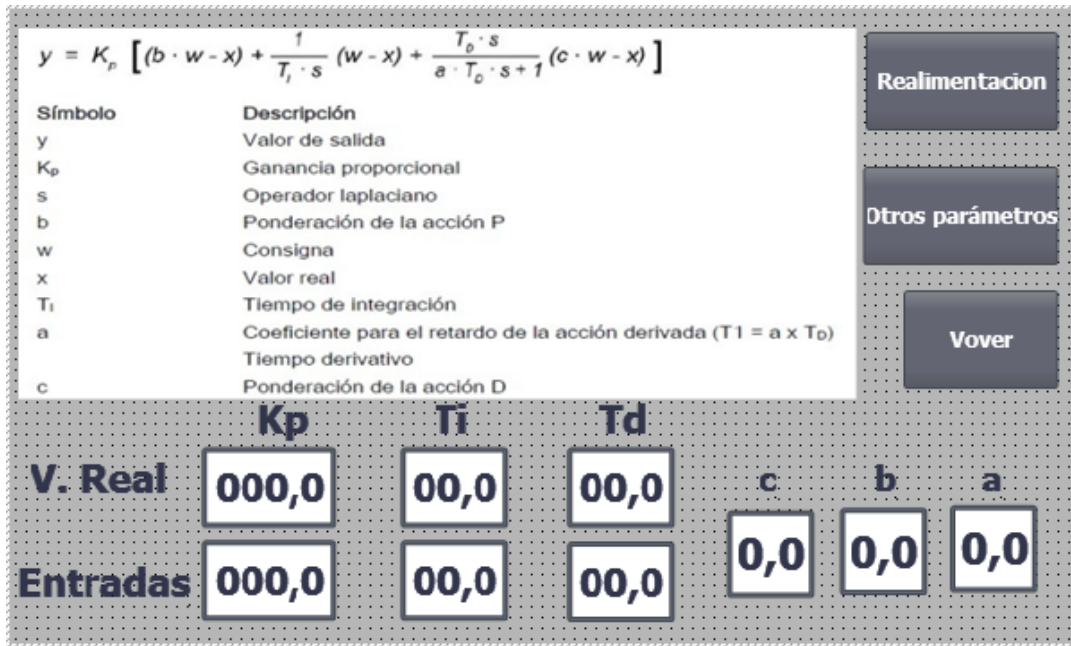 y = Kp [(b · w - x) + 1 / (TI · s) (w - x) + TD · s / (a · TD · s + 1) (c · w - x)]
Símbolo Descripción
y Valor de salida
Kp Ganancia proporcional
s Operador laplaciano
b Ponderación de la acción P
w Consigna
x Valor real
TI Tiempo de integración
a Coeficiente para el retardo de la acción derivada (T1 = a x TD)
Tiempo derivativo
c Ponderación de la acción D
Realimentacion
Otros parámetros
Vover
Kp Ti Td
V. Real 000,0 00,0 00,0
c b a
0,0 0,0 0,0
Entradas 000,0 00,0 00,0